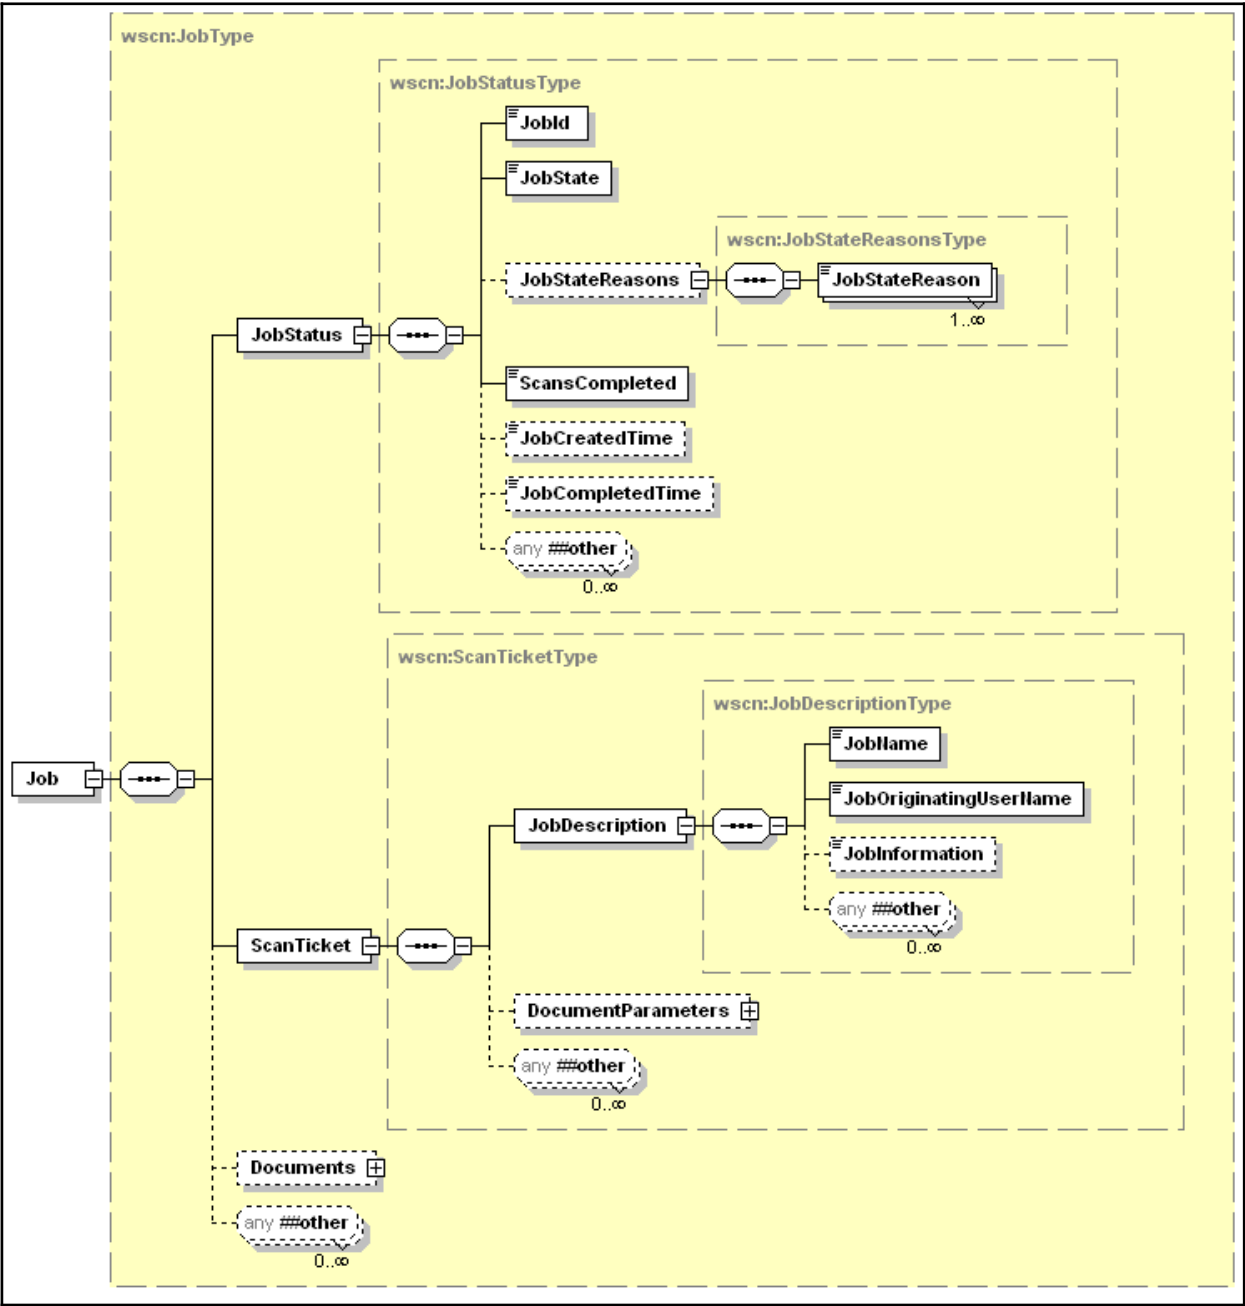 wscn:JobType
wscn:JobStatusType
JobId
JobState
wscn:JobStateReasonsType
JobStateReasons
JobStateReason
1..∞
JobStatus
ScansCompleted
JobCreatedTime
JobCompletedTime
any ##other
0..∞
wscn:ScanTicketType
wscn:JobDescriptionType
JobName
Job
JobOriginatingUserName
JobDescription
JobInformation
any ##other
0..∞
ScanTicket
DocumentParameters
any ##other
0..∞
Documents
any ##other
0..∞